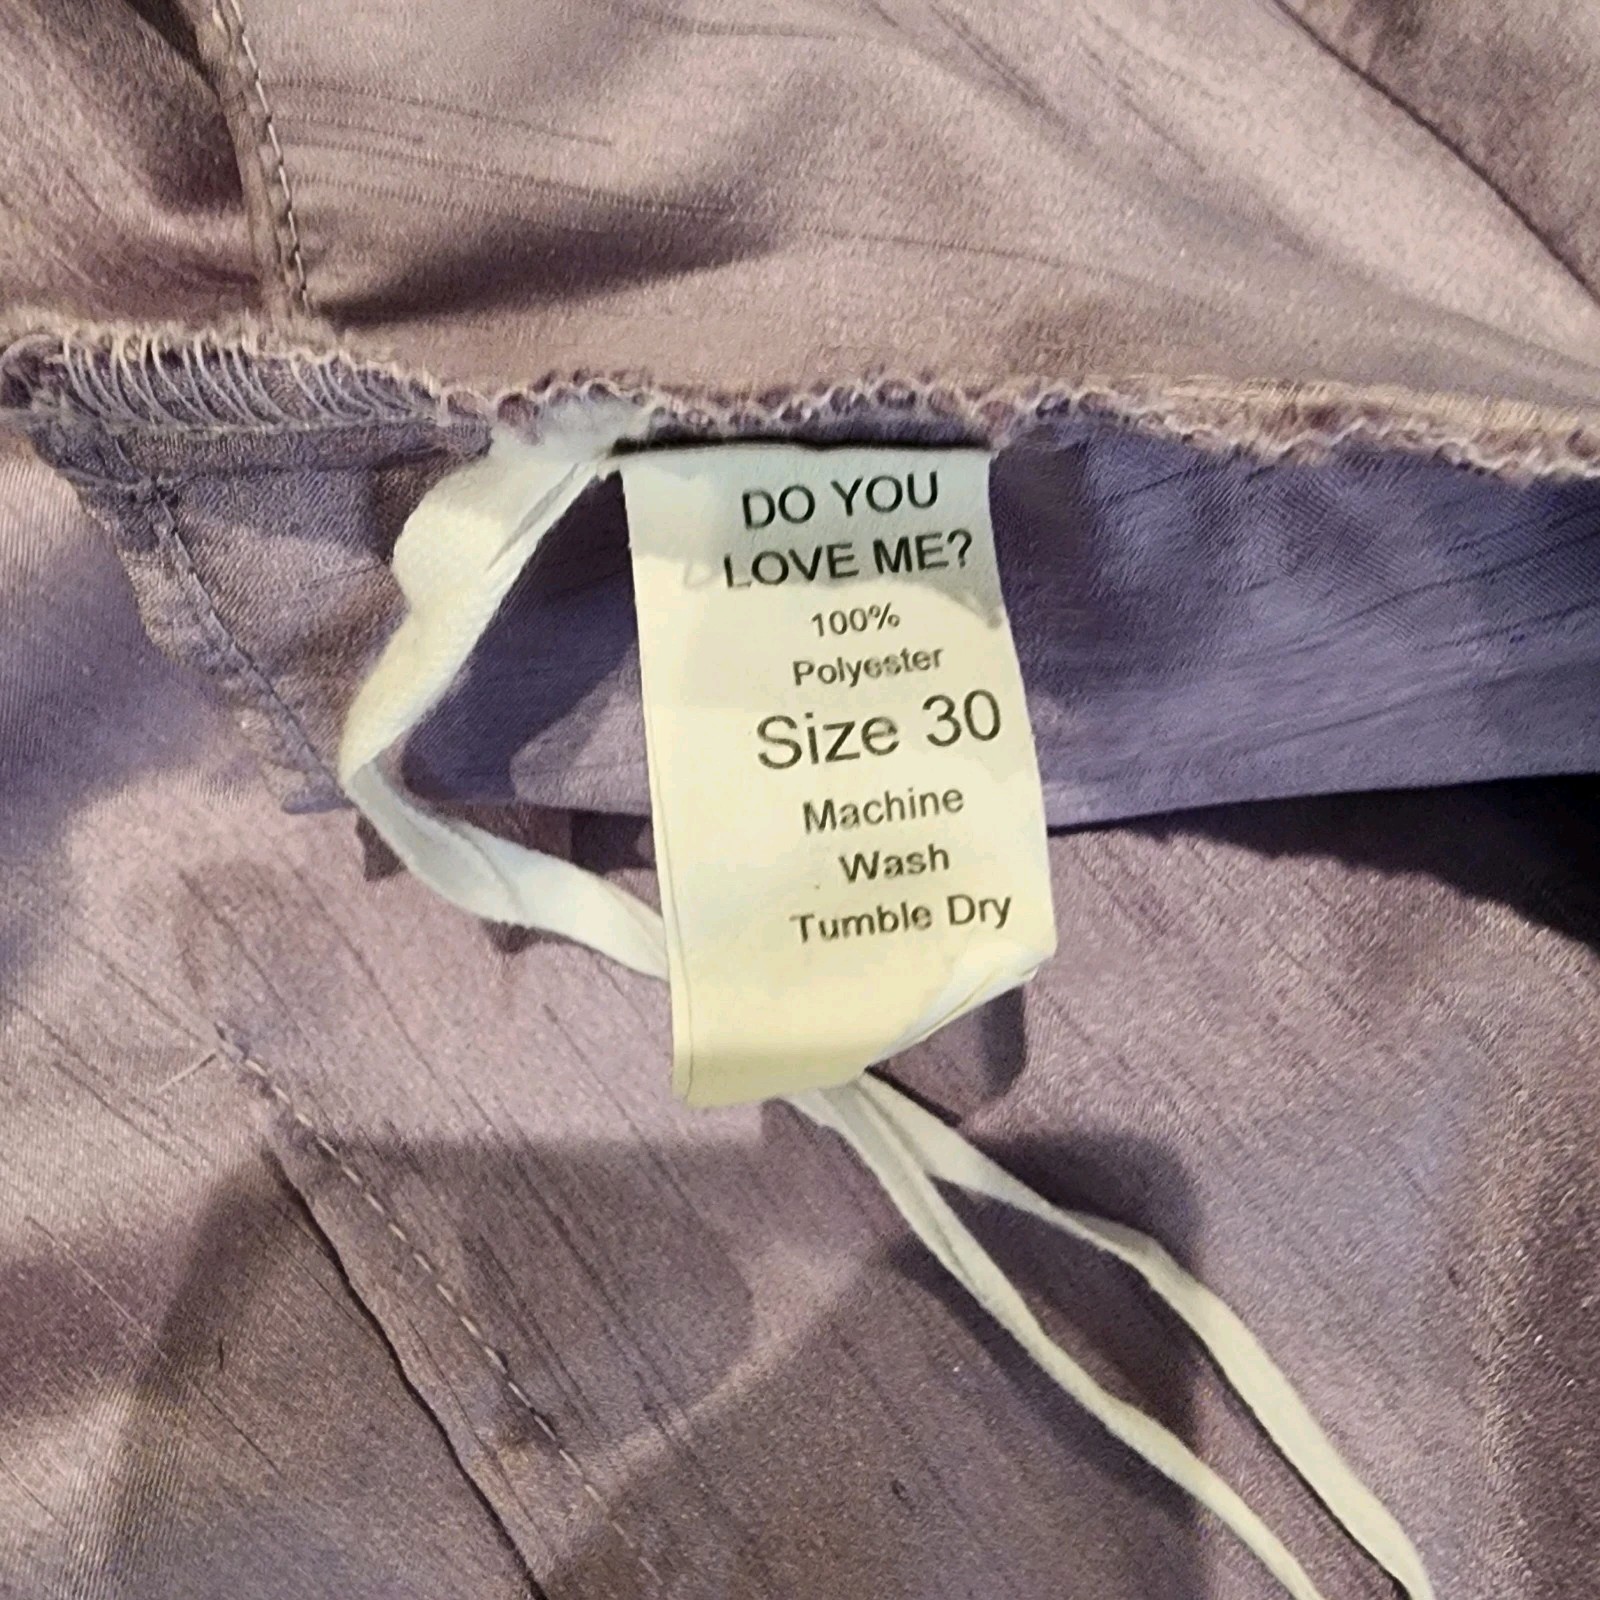 DO YOU
LOVE ME?
100%
Polyester
Size 30
Machine
Wash
Tumble Dry